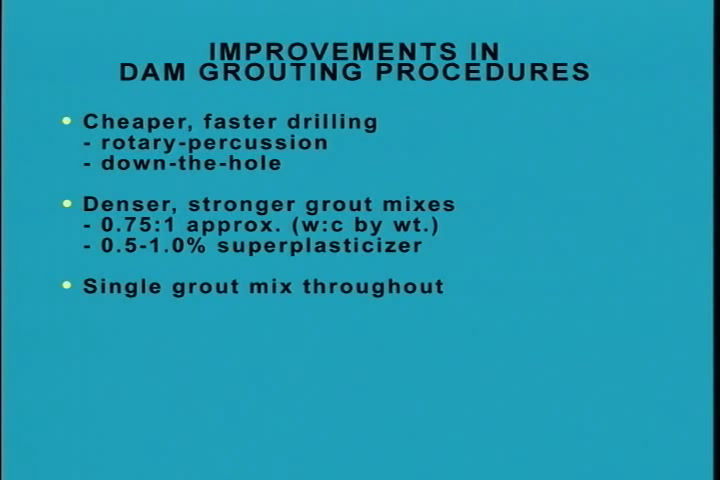 IMPROVEMENTS IN
DAM GROUTING PROCEDURES
• Cheaper, faster drilling
- rotary-percussion
- down-the-hole
• Denser, stronger grout mixes
- 0.75:1 approx. (w:c by wt.)
- 0.5-1.0% superplasticizer
• Single grout mix throughout